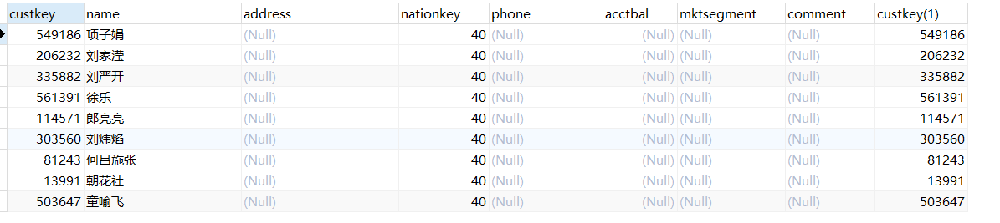 custkey name address nationkey phone acctbal mktsegment comment custkey(1)
549186 项子娟 (Null) 40 (Null) (Null) (Null) (Null) 549186
206232 刘家滢 (Null) 40 (Null) (Null) (Null) (Null) 206232
335882 刘严开 (Null) 40 (Null) (Null) (Null) (Null) 335882
561391 徐乐 (Null) 40 (Null) (Null) (Null) (Null) 561391
114571 郎亮亮 (Null) 40 (Null) (Null) (Null) (Null) 114571
303560 刘炜焰 (Null) 40 (Null) (Null) (Null) (Null) 303560
81243 何吕施张 (Null) 40 (Null) (Null) (Null) (Null) 81243
13991 朝花社 (Null) 40 (Null) (Null) (Null) (Null) 13991
503647 童喻飞 (Null) 40 (Null) (Null) (Null) (Null) 503647